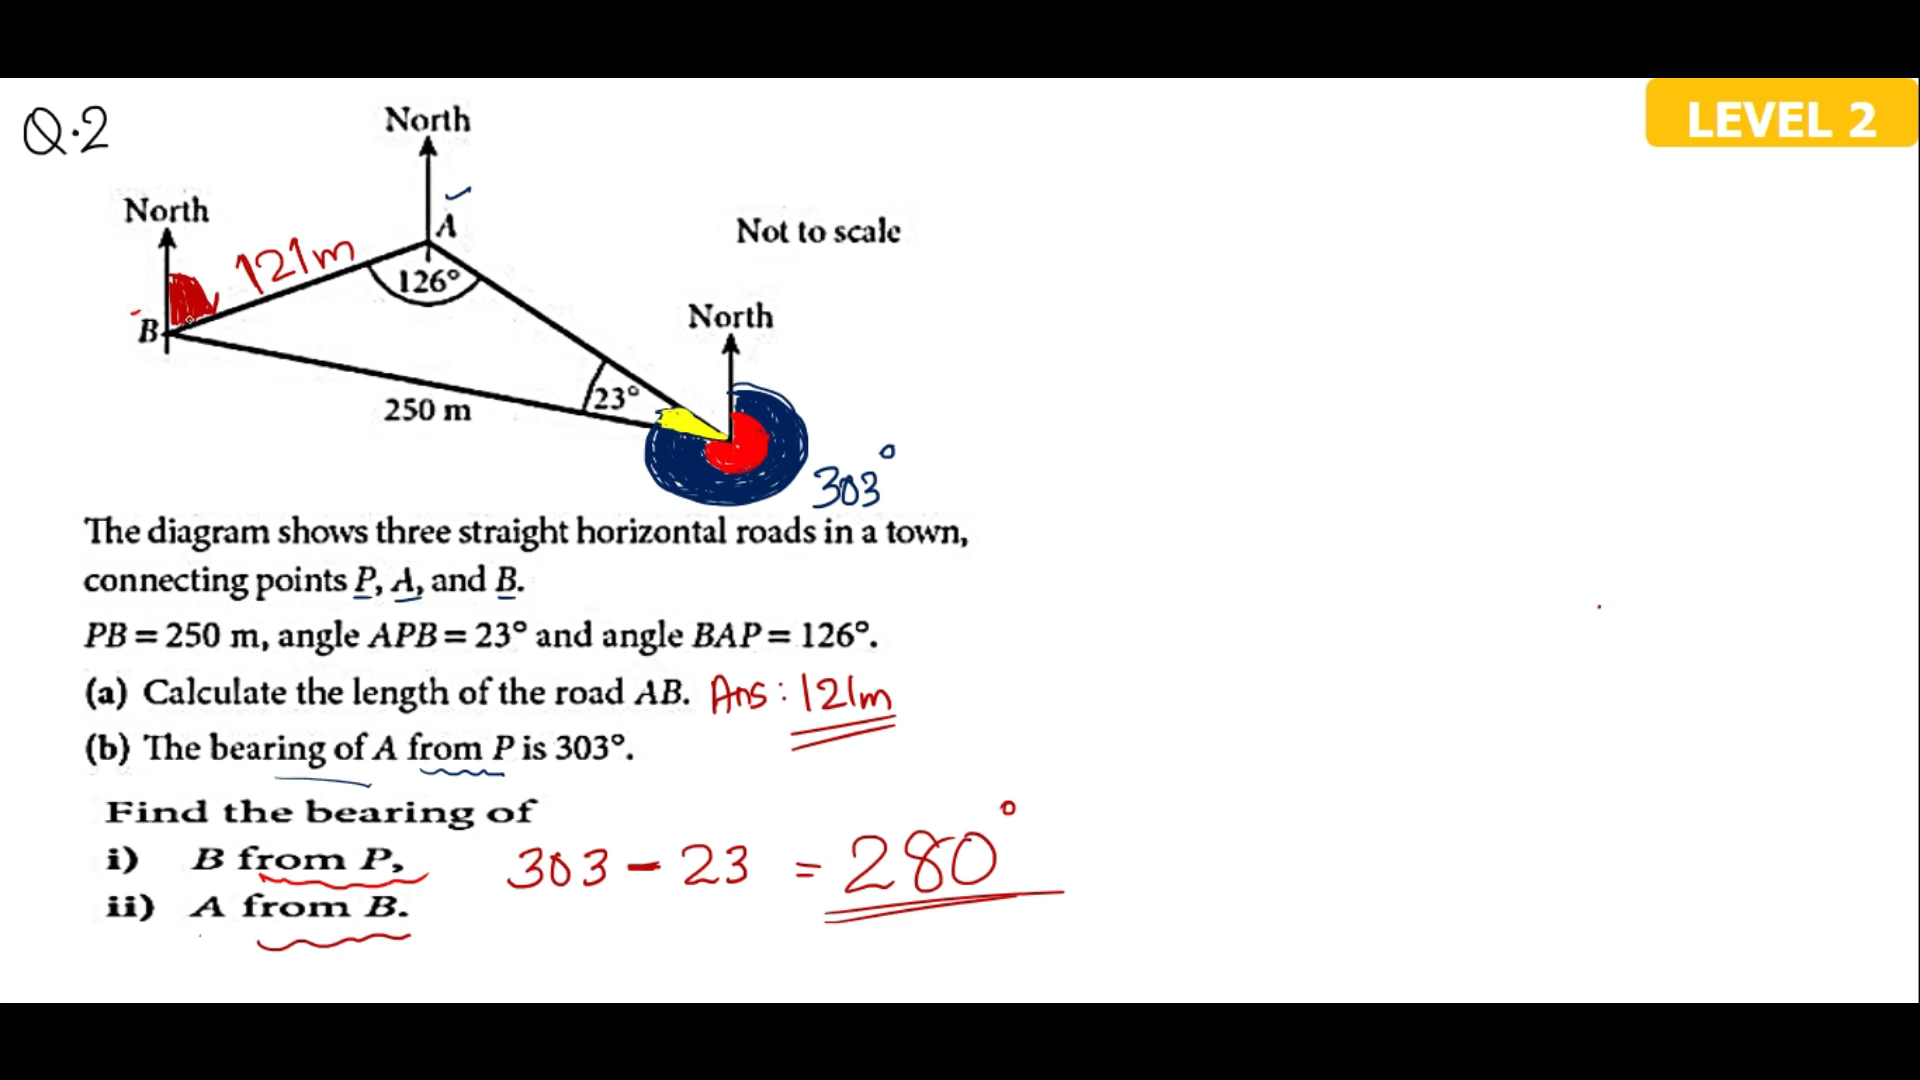 LEVEL 2
Q.2
North
North
A
121m
Not to scale
126°
North
B
23°
250 m
303°
The diagram shows three straight horizontal roads in a town,
connecting points P, A, and B.
PB = 250 m, angle APB = 23° and angle BAP = 126°.
(a) Calculate the length of the road AB. Ans : 121m
(b) The bearing of A from P is 303°.
Find the bearing of
i) B from P, 303 - 23 = 280°
ii) A from B.